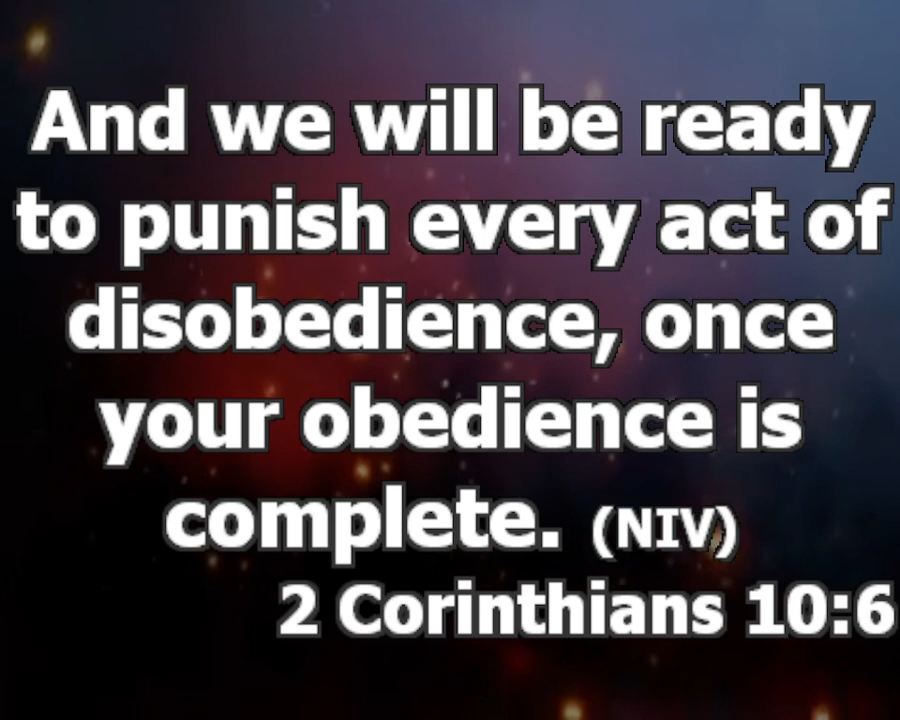 And we will be ready
to punish every act of
disobedience, once
your obedience is
complete. (NIV)
2 Corinthians 10:6